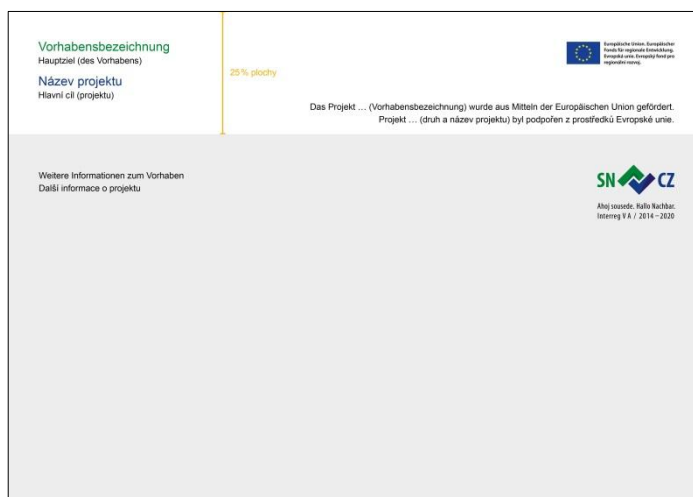 Vorhabensbezeichnung
Hauptziel (des Vorhabens)
Název projektu
Hlavní cíl (projektu)
25 % plochy
Europäische Union. Europäischer
Fonds für regionale Entwicklung.
Evropská unie. Evropský fond pro
regionální rozvoj.
Das Projekt … (Vorhabensbezeichnung) wurde aus Mitteln der Europäischen Union gefördert.
Projekt … (druh a název projektu) byl podpořen z prostředků Evropské unie.
Weitere Informationen zum Vorhaben
Další informace o projektu
SN CZ
Ahoj sousede. Hallo Nachbar.
Interreg V A / 2014–2020